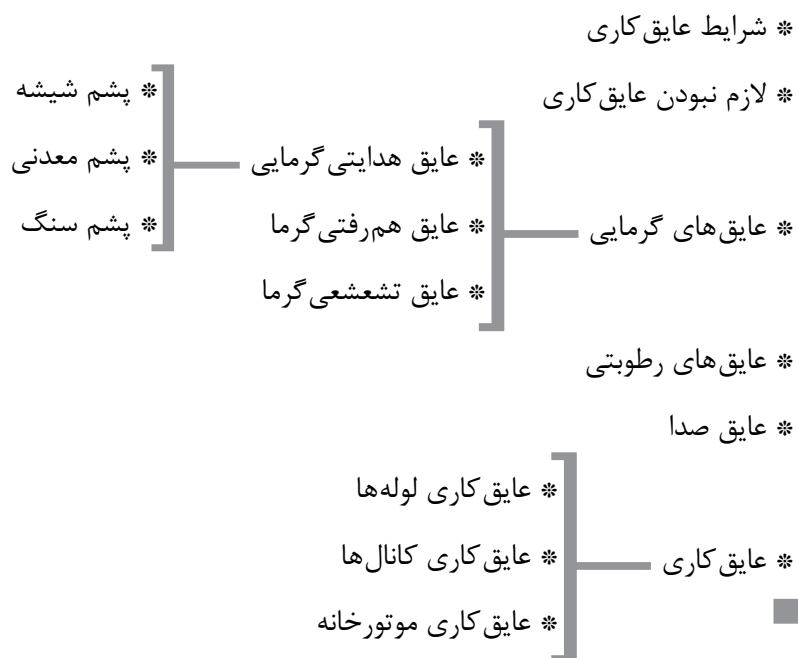 ❊ شرایط عایق‌کاری
❊ لازم نبودن عایق‌کاری
❊ عایق‌های گرمایی
❊ عایق هدایتی گرمایی
❊ پشم شیشه
❊ پشم معدنی
❊ پشم سنگ
❊ عایق هم‌رفتی گرما
❊ عایق تشعشعی گرما
❊ عایق‌های رطوبتی
❊ عایق صدا
❊ عایق‌کاری
❊ عایق‌کاری لوله‌ها
❊ عایق‌کاری کانال‌ها
❊ عایق‌کاری موتورخانه